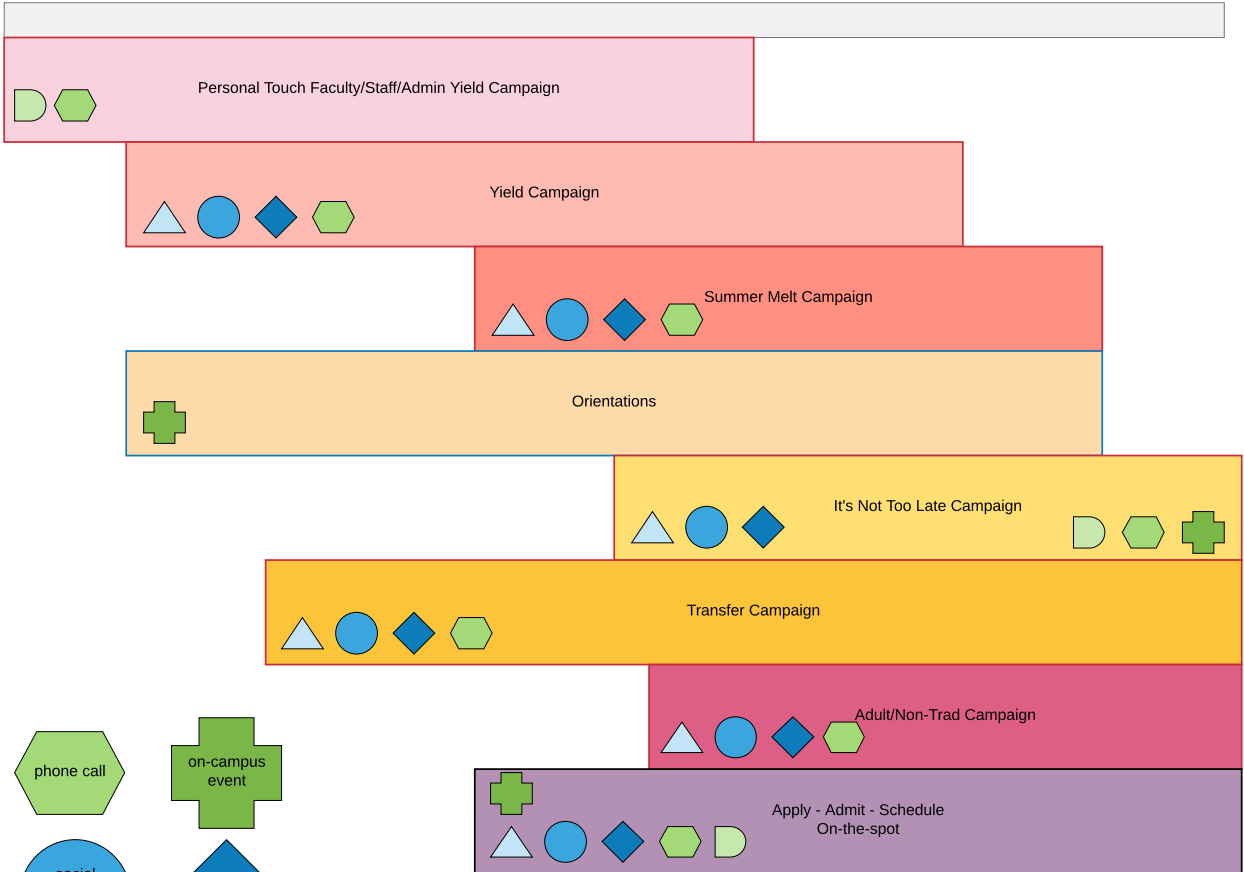 Personal Touch Faculty/Staff/Admin Yield Campaign
Yield Campaign
Summer Melt Campaign
Orientations
It's Not Too Late Campaign
Transfer Campaign
Adult/Non-Trad Campaign
phone call
on-campus
event
Apply - Admit - Schedule
On-the-spot
social